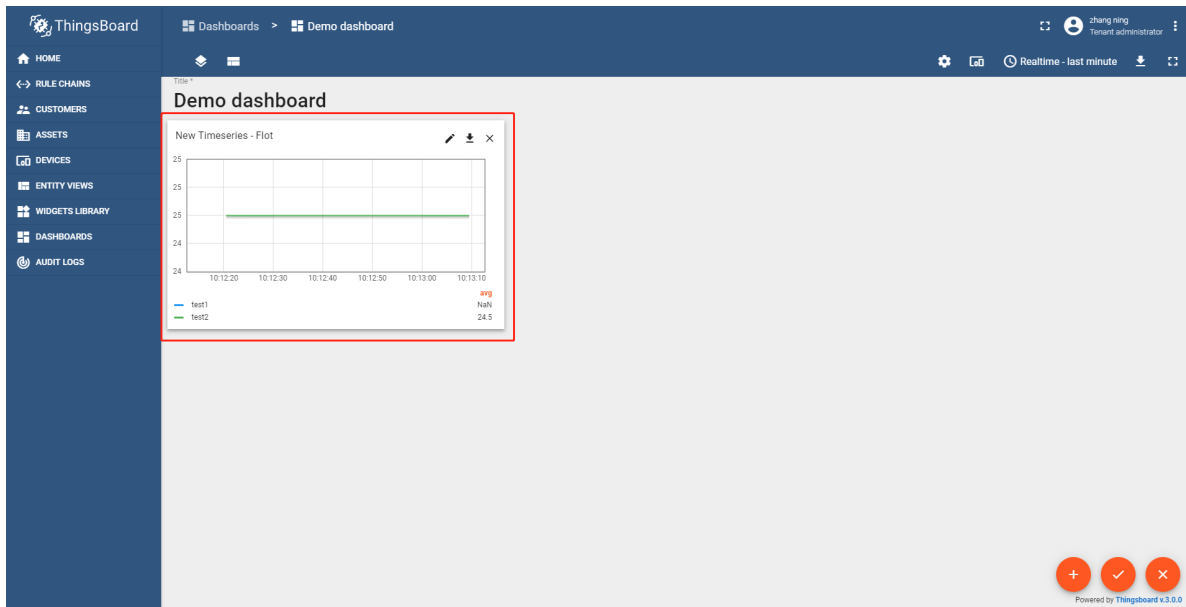 ThingsBoard
Dashboards > Demo dashboard
zhang ning
Tenant administrator
HOME
RULE CHAINS
CUSTOMERS
ASSETS
DEVICES
ENTITY VIEWS
WIDGETS LIBRARY
DASHBOARDS
AUDIT LOGS
Realtime - last minute
Title *
Demo dashboard
New Timeseries - Flot
25
25
25
24
24
10:12:20 10:12:30 10:12:40 10:12:50 10:13:00 10:13:10
avg
test1 NaN
test2 24.5
Powered by Thingsboard v.3.0.0